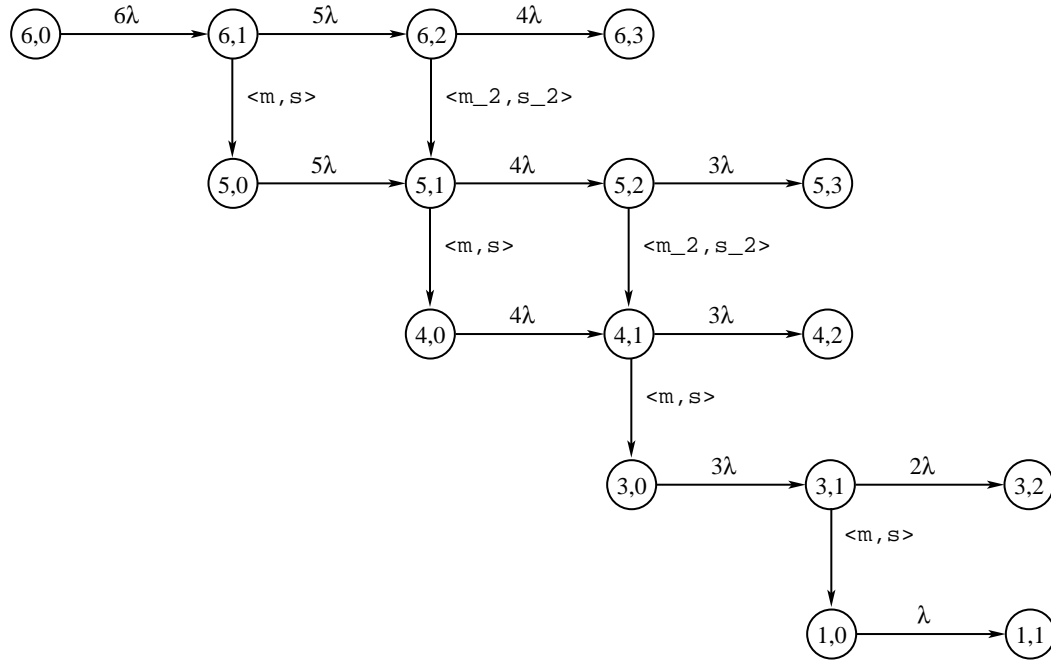 6λ 5λ 4λ
6,0 6,1 6,2 6,3
<m,s> <m_2,s_2>
5λ 4λ 3λ
5,0 5,1 5,2 5,3
<m,s> <m_2,s_2>
4λ 3λ
4,0 4,1 4,2
<m,s>
3λ 2λ
3,0 3,1 3,2
<m,s>
λ
1,0 1,1